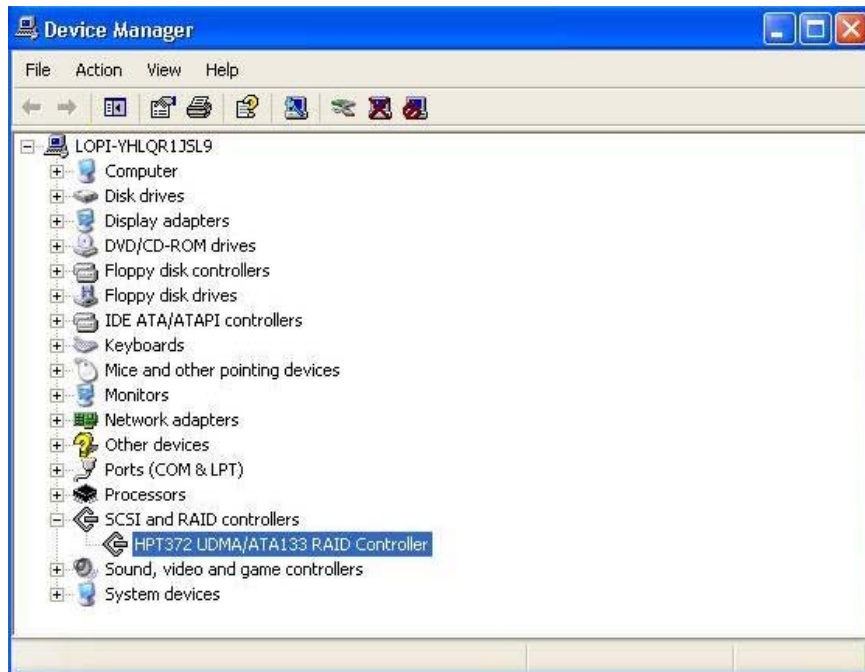 Device Manager
File Action View Help
LOPI-YHLQR1JSL9
Computer
Disk drives
Display adapters
DVD/CD-ROM drives
Floppy disk controllers
Floppy disk drives
IDE ATA/ATAPI controllers
Keyboards
Mice and other pointing devices
Monitors
Network adapters
Other devices
Ports (COM & LPT)
Processors
SCSI and RAID controllers
HPT372 UDMA/ATA133 RAID Controller
Sound, video and game controllers
System devices